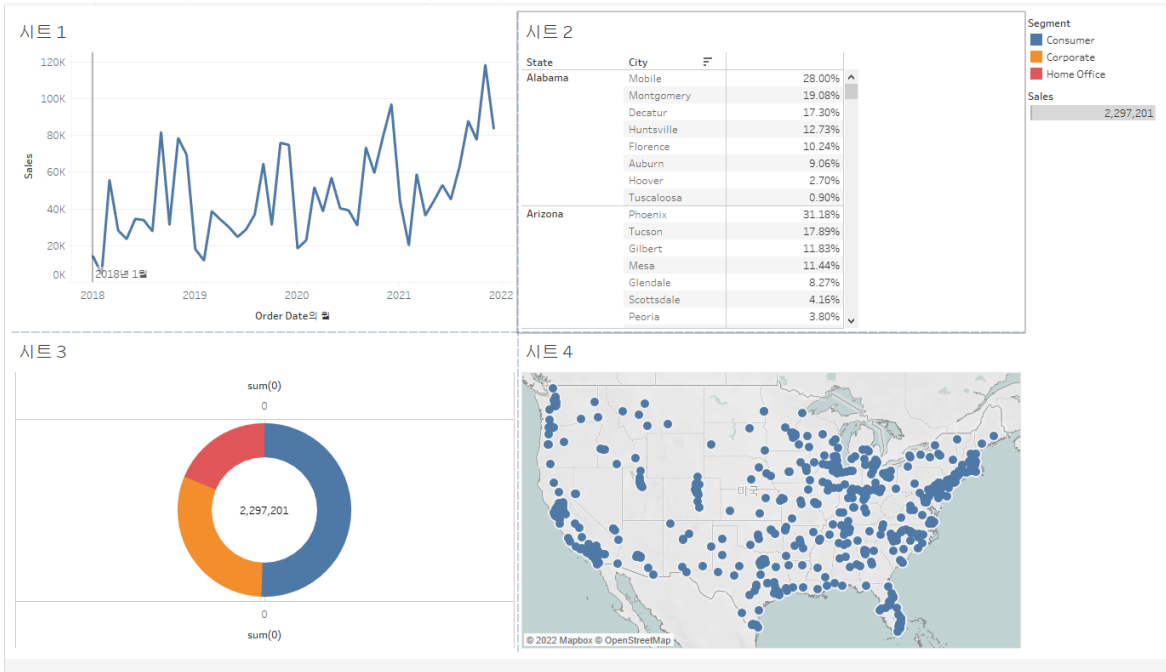 시트 1
120K
100K
80K
60K
40K
20K
0K
Sales
2018년 1월
2018 2019 2020 2021 2022
Order Date의 월
시트 2
State City
Alabama Mobile 28.00%
Montgomery 19.08%
Decatur 17.30%
Huntsville 12.73%
Florence 10.24%
Auburn 9.06%
Hoover 2.70%
Tuscaloosa 0.90%
Arizona Phoenix 31.18%
Tucson 17.89%
Gilbert 11.83%
Mesa 11.44%
Glendale 8.27%
Scottsdale 4.16%
Peoria 3.80%
Segment
Consumer
Corporate
Home Office
Sales
2,297,201
시트 3
sum(0)
0
2,297,201
0
sum(0)
시트 4
미국
© 2022 Mapbox © OpenStreetMap